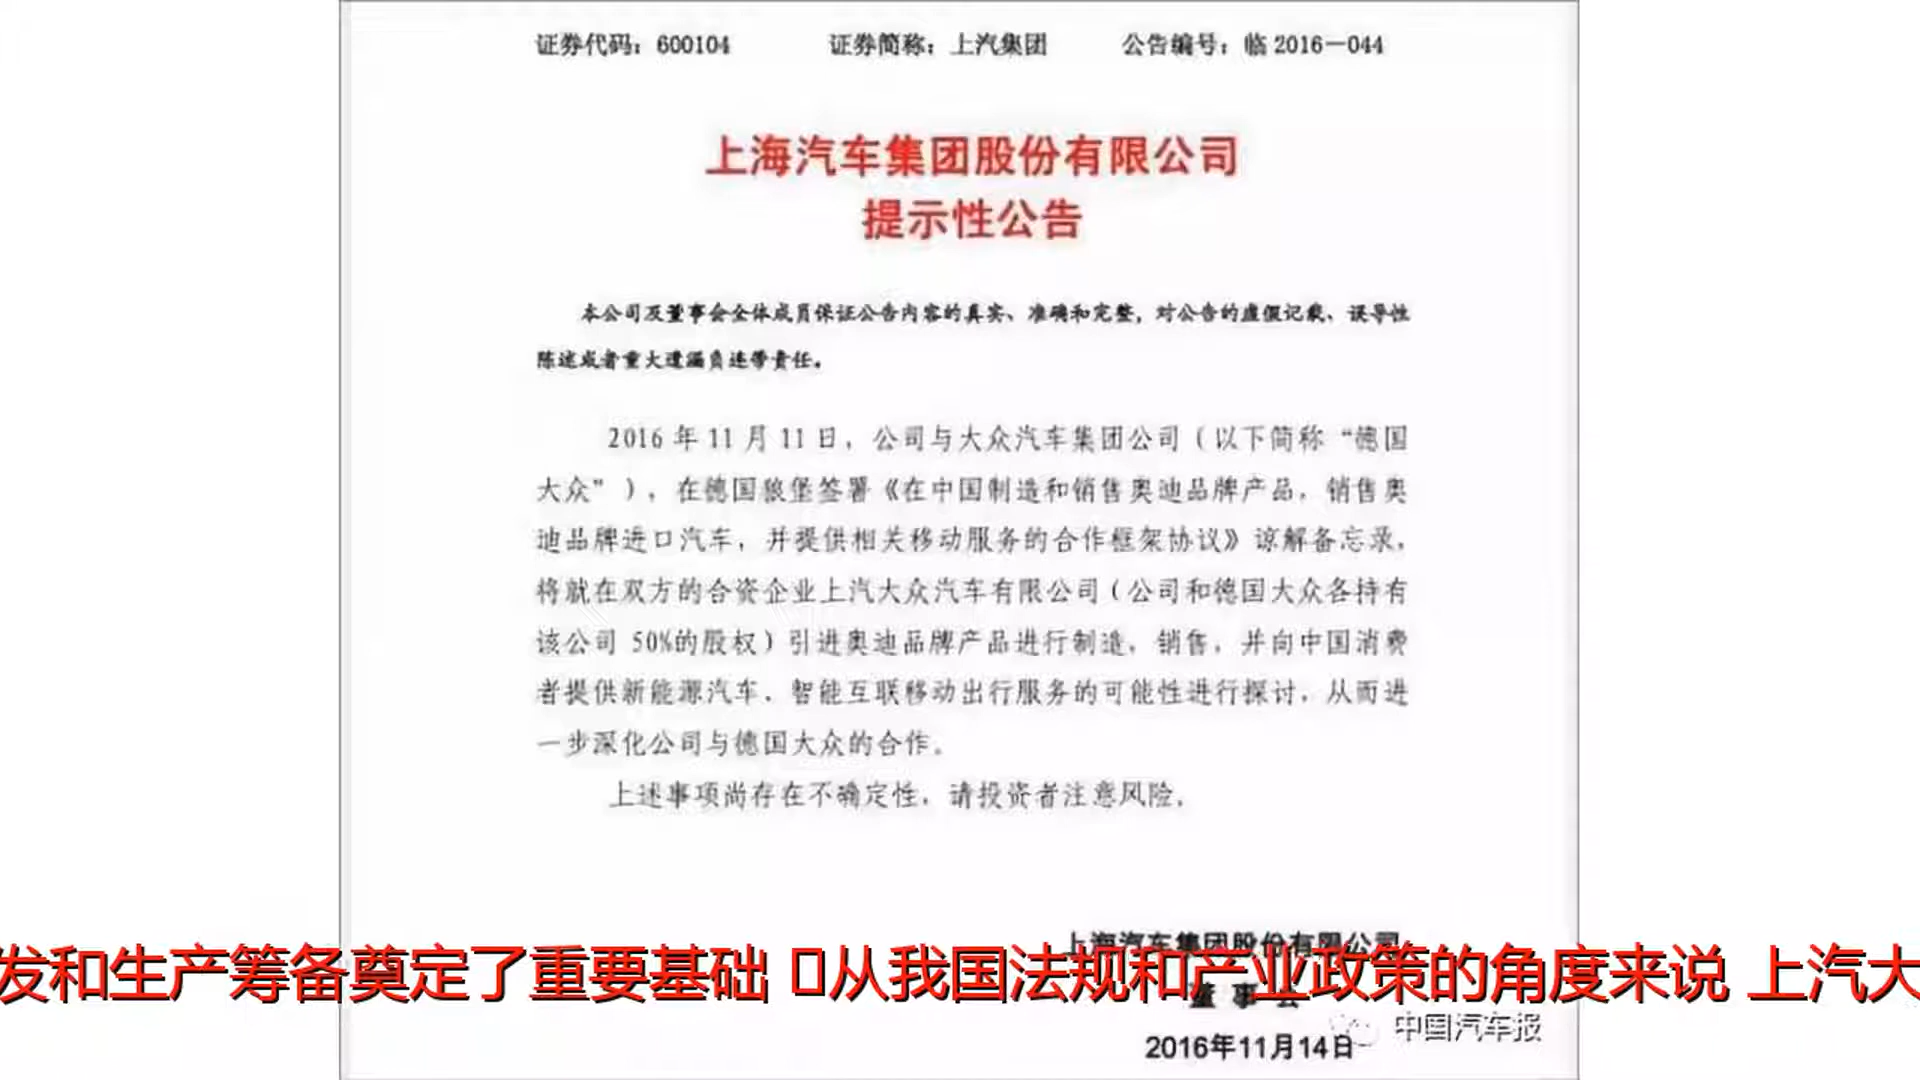 证券代码：600104 证券简称：上汽集团 公告编号：临 2016－044
上海汽车集团股份有限公司
提示性公告
本公司及董事会全体成员保证公告内容的真实、准确和完整，对公告的虚假记载、误导性
陈述或者重大遗漏负连带责任。
2016 年 11 月 11 日，公司与大众汽车集团公司（以下简称“德国
大众”），在德国狼堡签署《在中国制造和销售奥迪品牌产品，销售奥
迪品牌进口汽车，并提供相关移动服务的合作框架协议》谅解备忘录，
将就在双方的合资企业上汽大众汽车有限公司（公司和德国大众各持有
该公司 50%的股权）引进奥迪品牌产品进行制造、销售，并向中国消费
者提供新能源汽车、智能互联移动出行服务的可能性进行探讨，从而进
一步深化公司与德国大众的合作。
上述事项尚存在不确定性，请投资者注意风险。
上海汽车集团股份有限公司
发和生产筹备奠定了重要基础 从我国法规和产业政策的角度来说 上汽大
董事会
中国汽车报
2016年11月14日